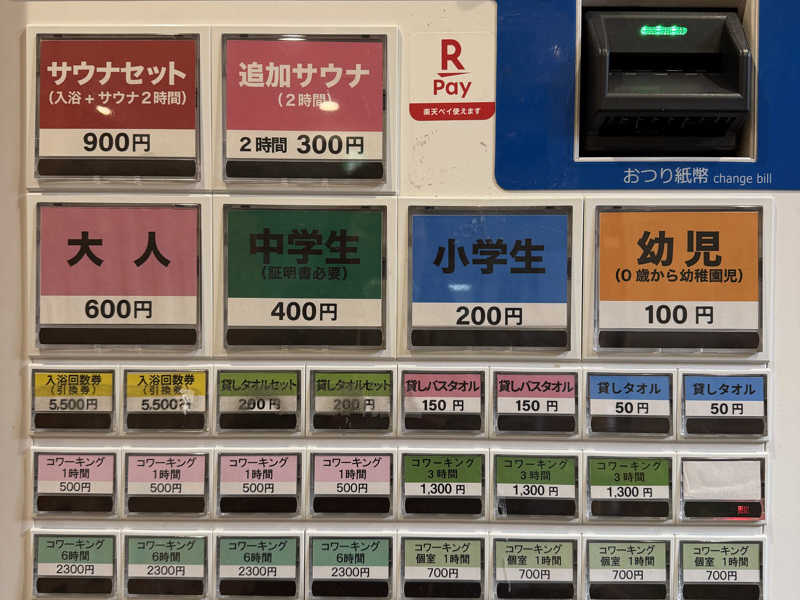 サウナセット
(入浴+サウナ2時間)
900円
追加サウナ
(2時間)
2時間 300円
R
Pay
楽天ペイ使えます
おつり紙幣 change bill
大 人
600円
中学生
(証明書必要)
400円
小学生
200円
幼児
(0歳から幼稚園児)
100円
入浴回数券
(引換券)
5,500円
入浴回数券
(引換券)
5,500円
貸しタオルセット
200円
貸しタオルセット
200円
貸しバスタオル
150円
貸しバスタオル
150円
貸しタオル
50円
貸しタオル
50円
コワーキング
1時間
500円
コワーキング
1時間
500円
コワーキング
1時間
500円
コワーキング
1時間
500円
コワーキング
3時間
1,300円
コワーキング
3時間
1,300円
コワーキング
3時間
1,300円
コワーキング
6時間
2300円
コワーキング
6時間
2300円
コワーキング
6時間
2300円
コワーキング
6時間
2300円
コワーキング
個室 1時間
700円
コワーキング
個室 1時間
700円
コワーキング
個室 1時間
700円
コワーキング
個室 1時間
700円